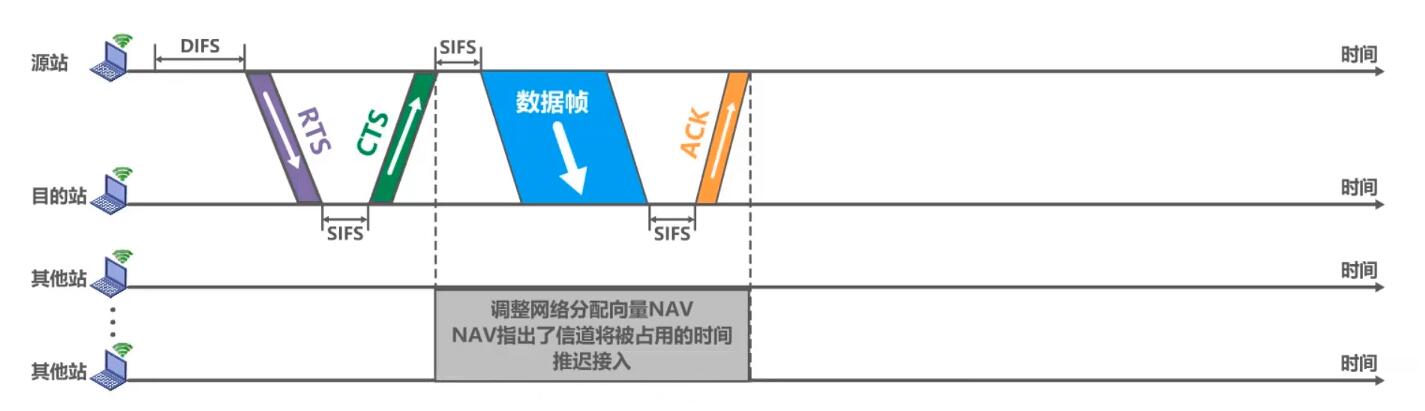 DIFS
SIFS
源站
时间
RTS
CTS
数据帧
ACK
目的站
时间
SIFS
SIFS
其他站
时间
调整网络分配向量NAV
NAV指出了信道将被占用的时间
推迟接入
其他站
时间